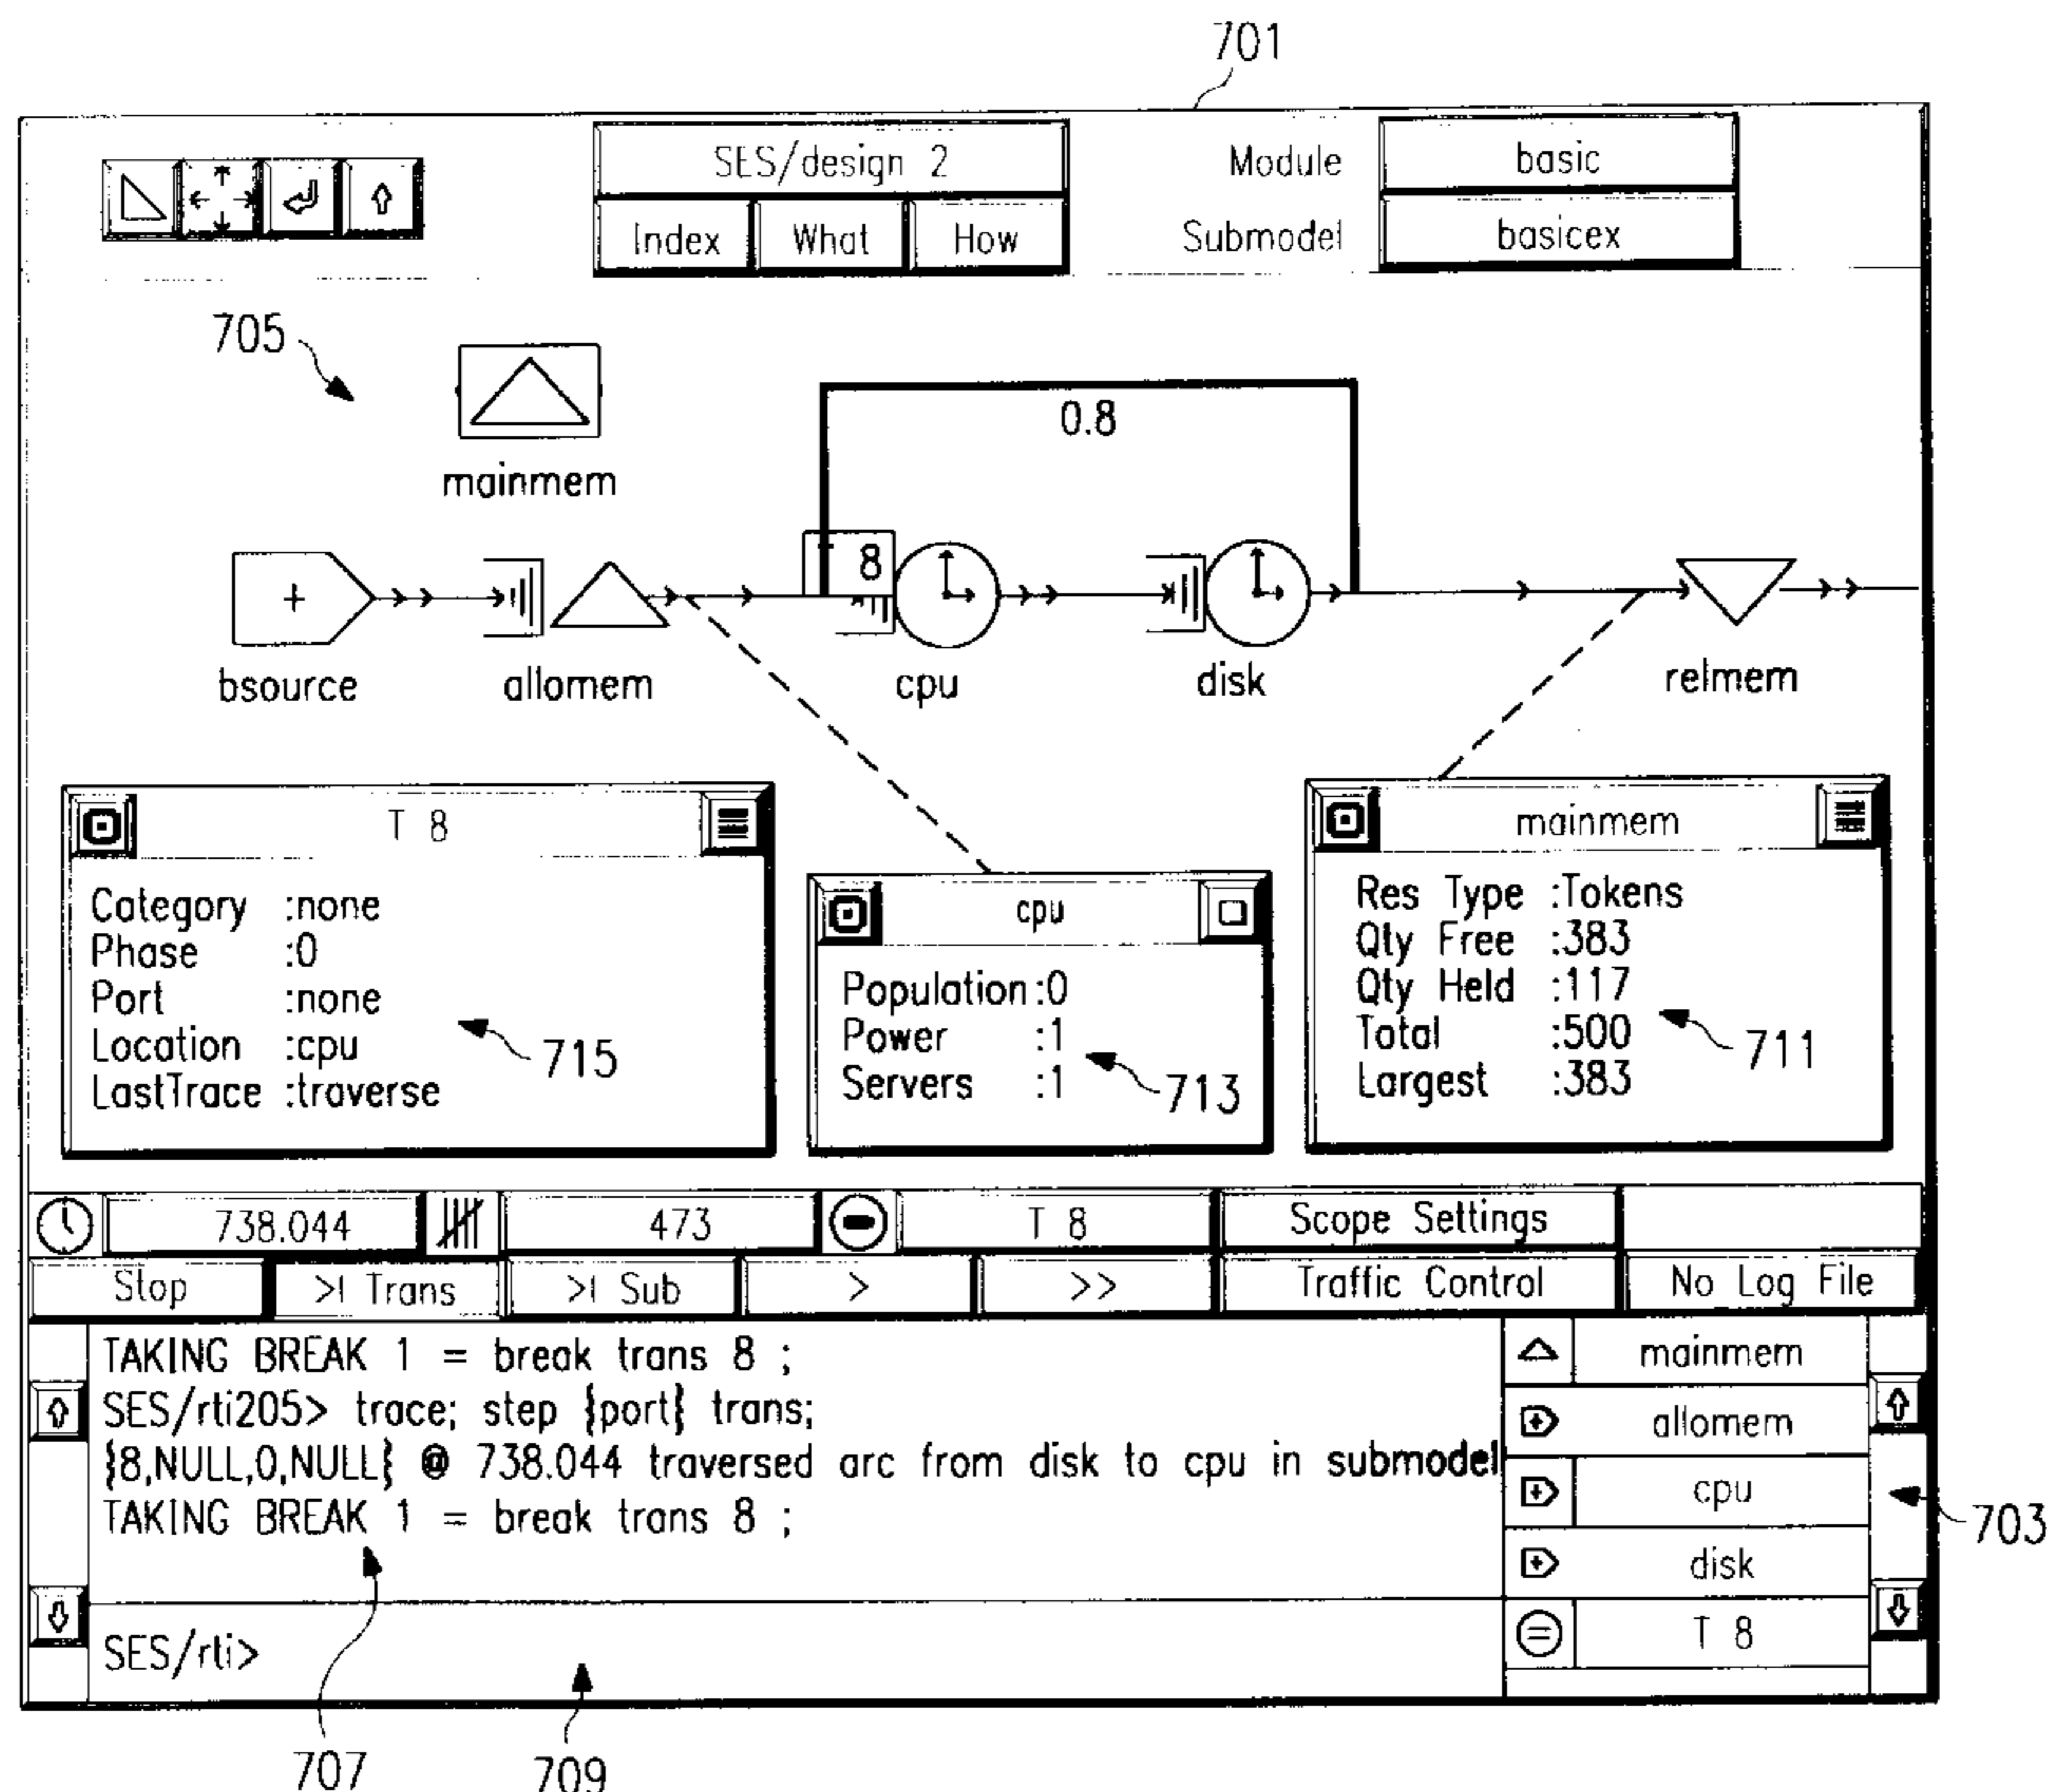 701
SES/design 2
Module
basic
Index
What
How
Submodel
basicex
705
0.8
mainmem
8
bsource
allomem
cpu
disk
relmem
T 8
Category :none
Phase :0
Port :none
Location :cpu
LastTrace :traverse
715
cpu
Population :0
Power :1
Servers :1
713
mainmem
Res Type :Tokens
Qty Free :383
Qty Held :117
Total :500
Largest :383
711
738.044
473
T 8
Scope Settings
Stop
>I Trans
>I Sub
>
>>
Traffic Control
No Log File
TAKING BREAK 1 = break trans 8 ;
SES/rti205> trace; step {port} trans;
{8,NULL,0,NULL} @ 738.044 traversed arc from disk to cpu in submodel
TAKING BREAK 1 = break trans 8 ;
SES/rti>
mainmem
allomem
cpu
disk
T 8
703
707
709